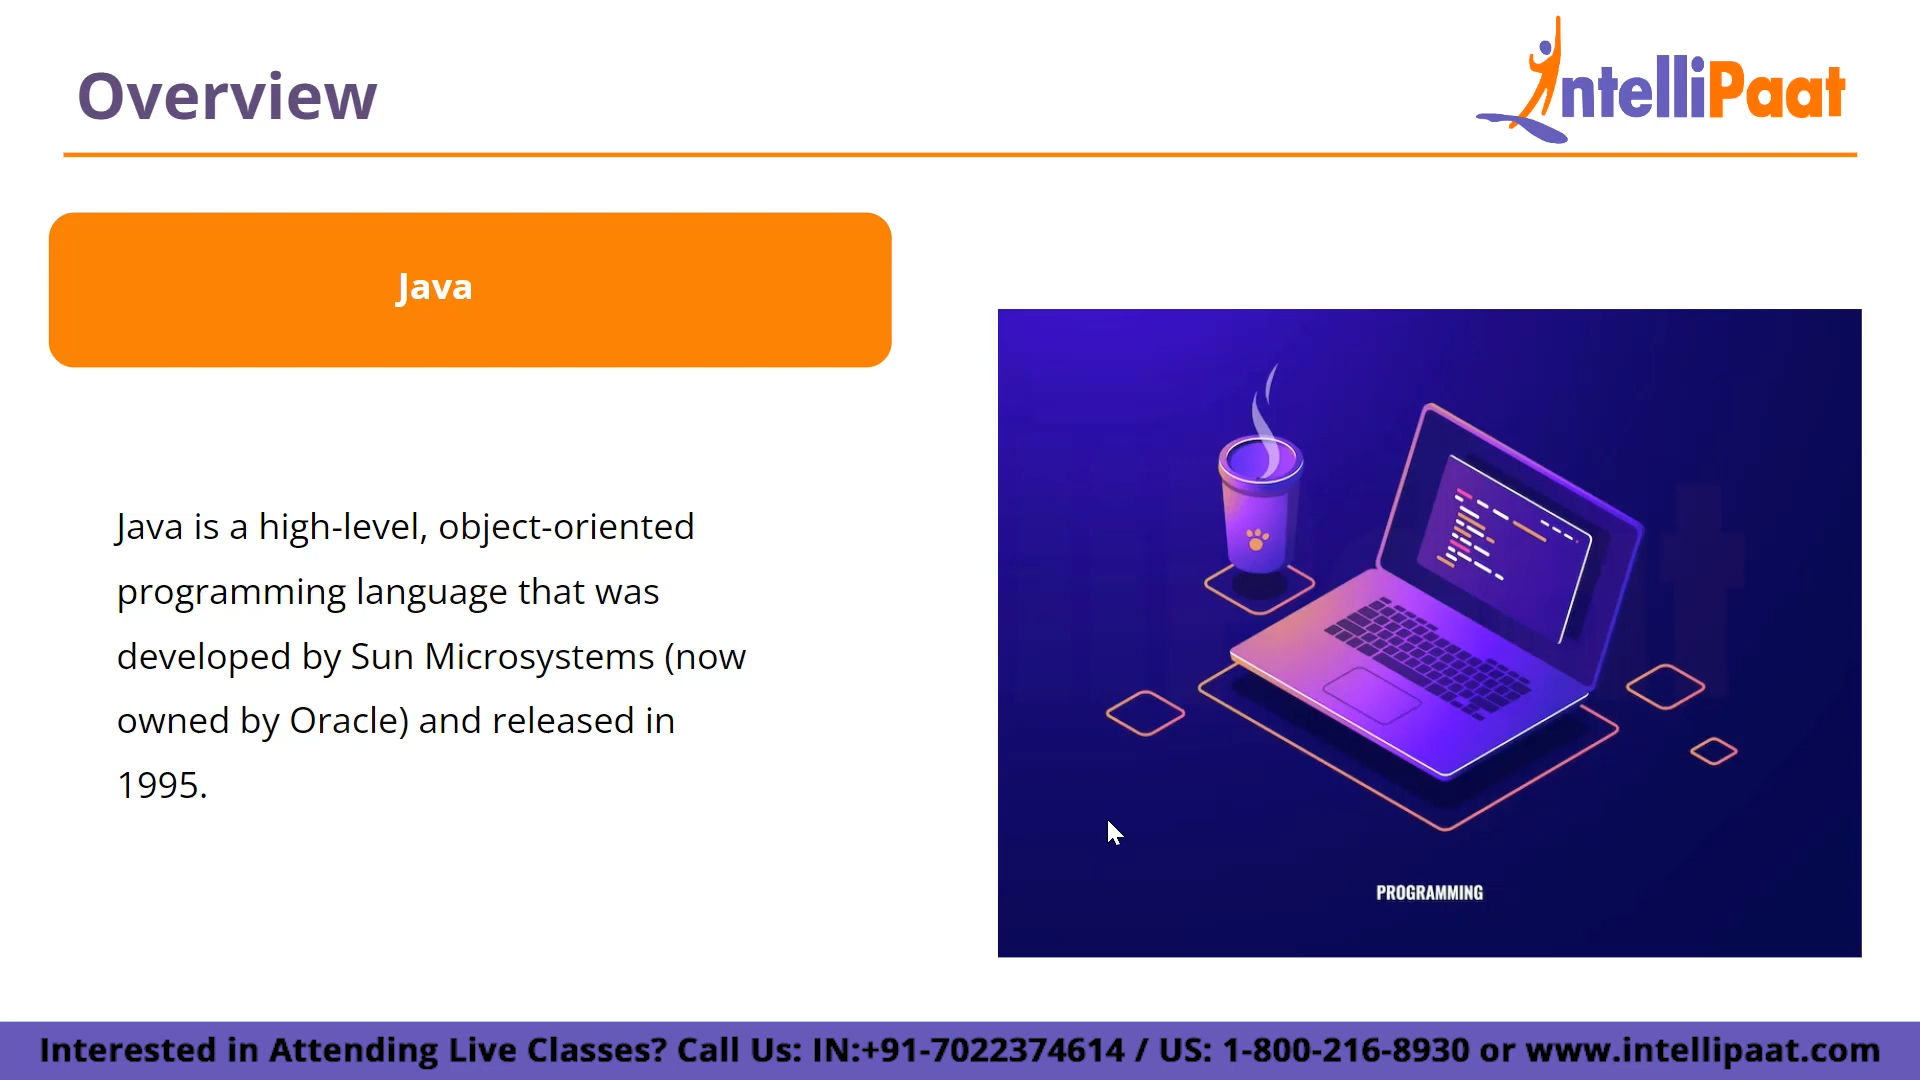 Overview
IntelliPaat
Java
Java is a high-level, object-oriented
programming language that was
developed by Sun Microsystems (now
owned by Oracle) and released in
1995.
PROGRAMMING
Interested in Attending Live Classes? Call Us: IN:+91-7022374614 / US: 1-800-216-8930 or www.intellipaat.com